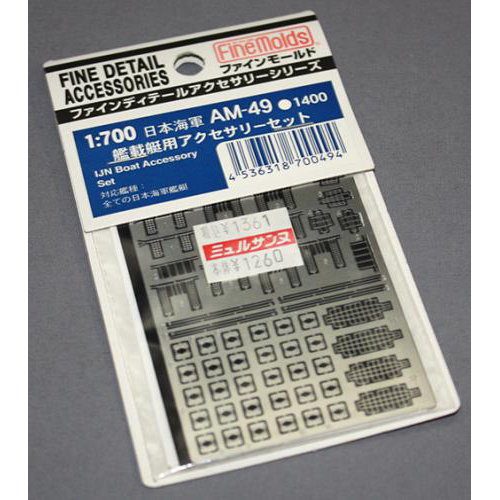 FineMolds
ファインモールド
FINE DETAIL
ACCESSORIES
ファインディテールアクセサリーシリーズ
1:700 日本海軍 AM-49 ●1400
艦載艇用アクセサリーセット
IJN Boat Accessory
Set
対応艦種：
全ての日本海軍艦艇
4 536318 700494
¥1361
ミュルサンヌ
¥1260